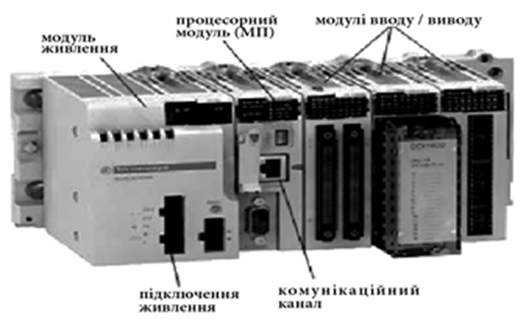 модуль
живлення
процесорний
модуль (МП)
модулі вводу / виводу
підключення
живлення
комунікаційний
канал